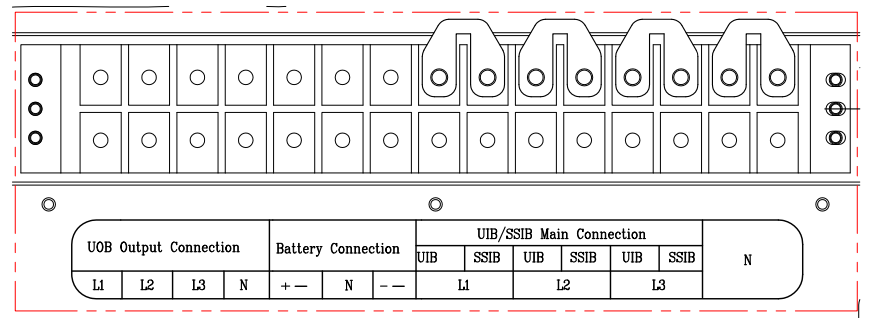 UIB/SSIB Main Connection
UOB Output Connection
Battery Connection
UIB SSIB UIB SSIB UIB SSIB
N
L1 L2 L3 N + — N - — L1 L2 L3